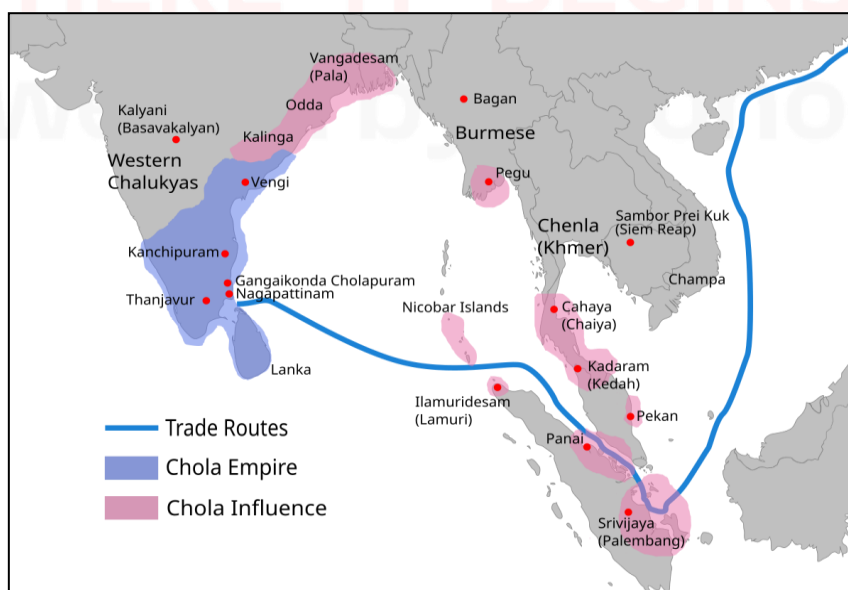 Vangadesam
(Pala)
Odda
Kalinga
Kalyani
(Basavakalyan)
Western
Chalukyas
Vengi
Kanchipuram
Gangaikonda Cholapuram
Nagapattinam
Thanjavur
Lanka
Bagan
Burmese
Pegu
Chenla
(Khmer)
Sambor Prei Kuk
(Siem Reap)
Champa
Nicobar Islands
Cahaya
(Chaiya)
Kadaram
(Kedah)
Ilamuridesam
(Lamuri)
Pekan
Panai
Srivijaya
(Palembang)
Trade Routes
Chola Empire
Chola Influence